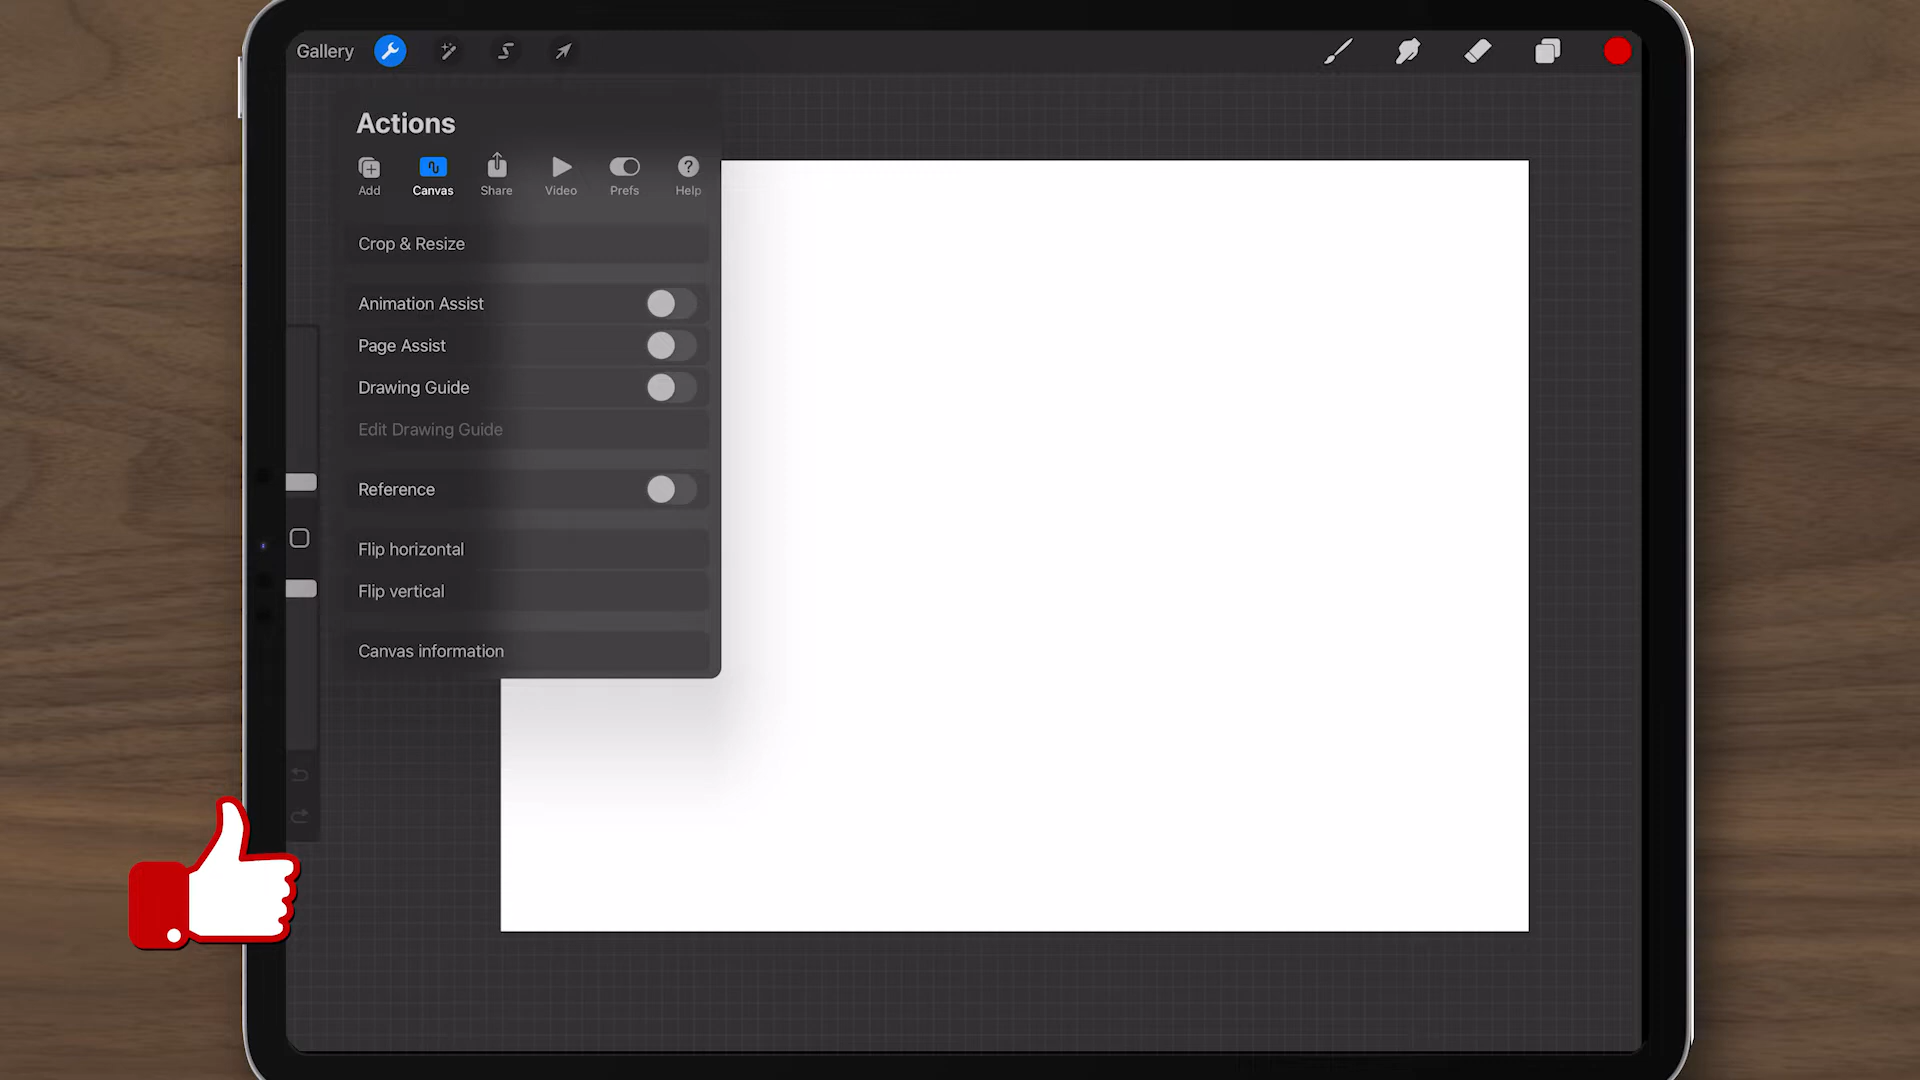 Gallery
Actions
Add Canvas Share Video Prefs Help
Crop & Resize
Animation Assist
Page Assist
Drawing Guide
Edit Drawing Guide
Reference
Flip horizontal
Flip vertical
Canvas information